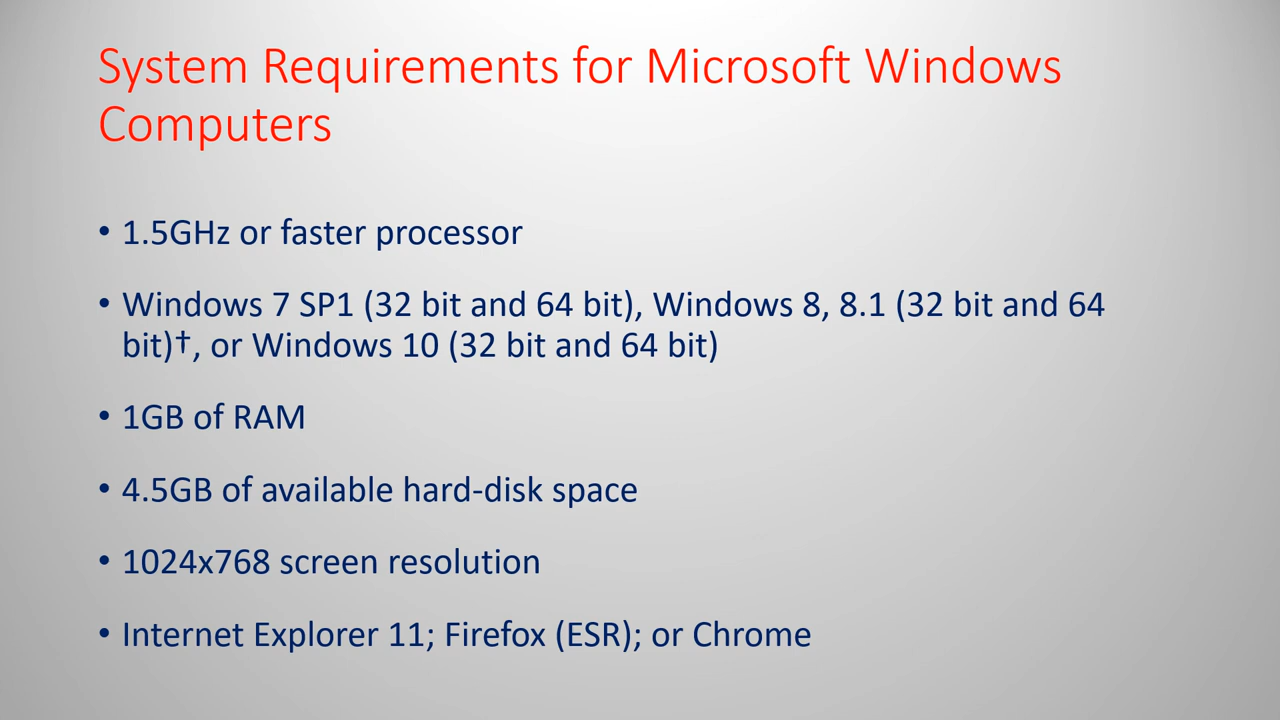 System Requirements for Microsoft Windows
Computers
• 1.5GHz or faster processor
• Windows 7 SP1 (32 bit and 64 bit), Windows 8, 8.1 (32 bit and 64
bit)†, or Windows 10 (32 bit and 64 bit)
• 1GB of RAM
• 4.5GB of available hard-disk space
• 1024x768 screen resolution
• Internet Explorer 11; Firefox (ESR); or Chrome